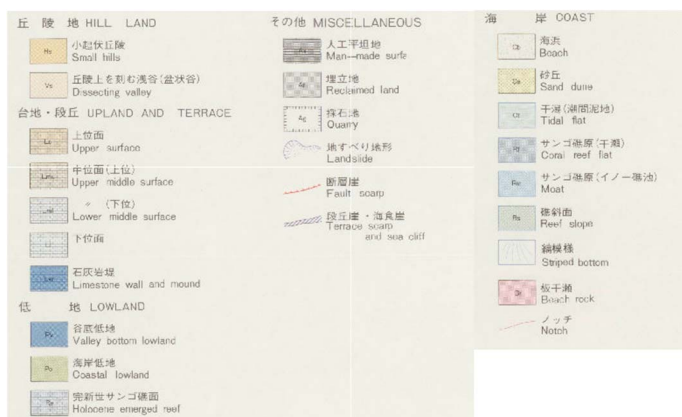 丘 陵 地 HILL LAND
Hs
小起伏丘陵
Small hills
Vs
丘陵上を刻む浅谷(盆状谷)
Dissecting valley
台地・段丘 UPLAND AND TERRACE
上位面
Upper surface
中位面(上位)
Upper middle surface
〃 (下位)
Lower middle surface
下位面
石灰岩堤
Limestone wall and mound
低 地 LOWLAND
谷底低地
Valley bottom lowland
海岸低地
Coastal lowland
完新世サンゴ礁面
Holocene emerged reef
その他 MISCELLANEOUS
人工平坦地
Man-made surfa
埋立地
Reclaimed land
採石地
Quarry
地すべり地形
Landslide
断層崖
Fault scarp
段丘崖・海食崖
Terrace scarp
and sea cliff
海 岸 COAST
海浜
Beach
砂丘
Sand dune
干潟(潮間泥地)
Tidal flat
サンゴ礁原(干瀬)
Coral reef flat
サンゴ礁原(イノー礁池)
Moat
礁斜面
Reef slope
縞模様
Striped bottom
板干瀬
Beach rock
ノッチ
Notch